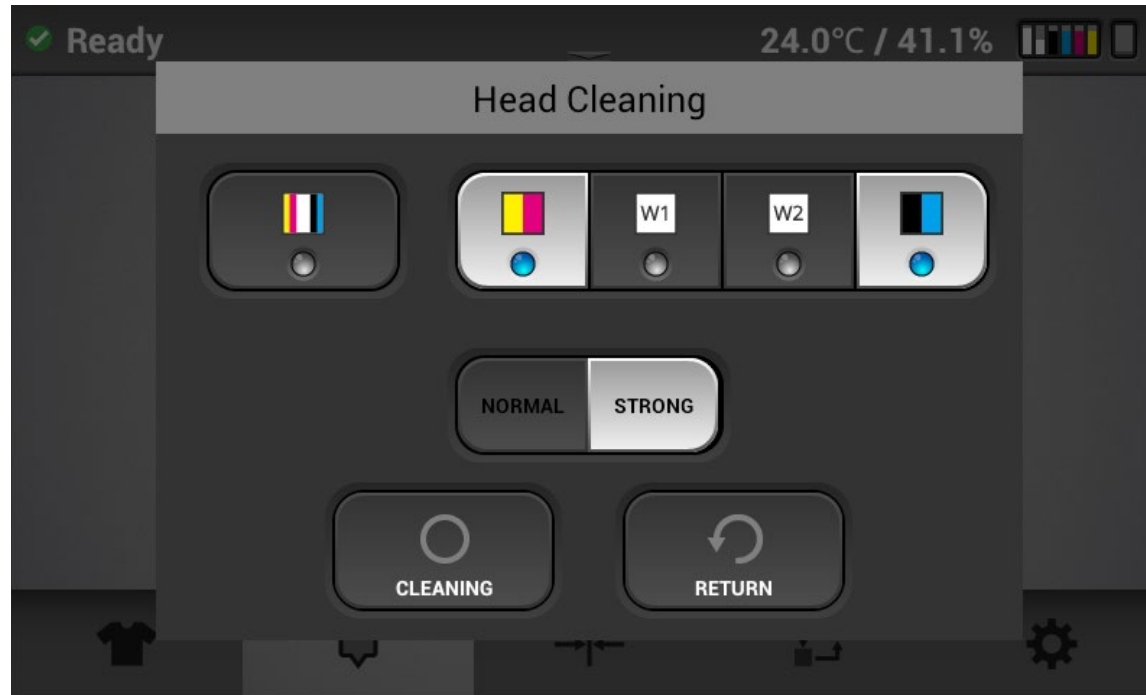 Ready 24.0°C / 41.1%
Head Cleaning
W1 W2
NORMAL STRONG
CLEANING RETURN